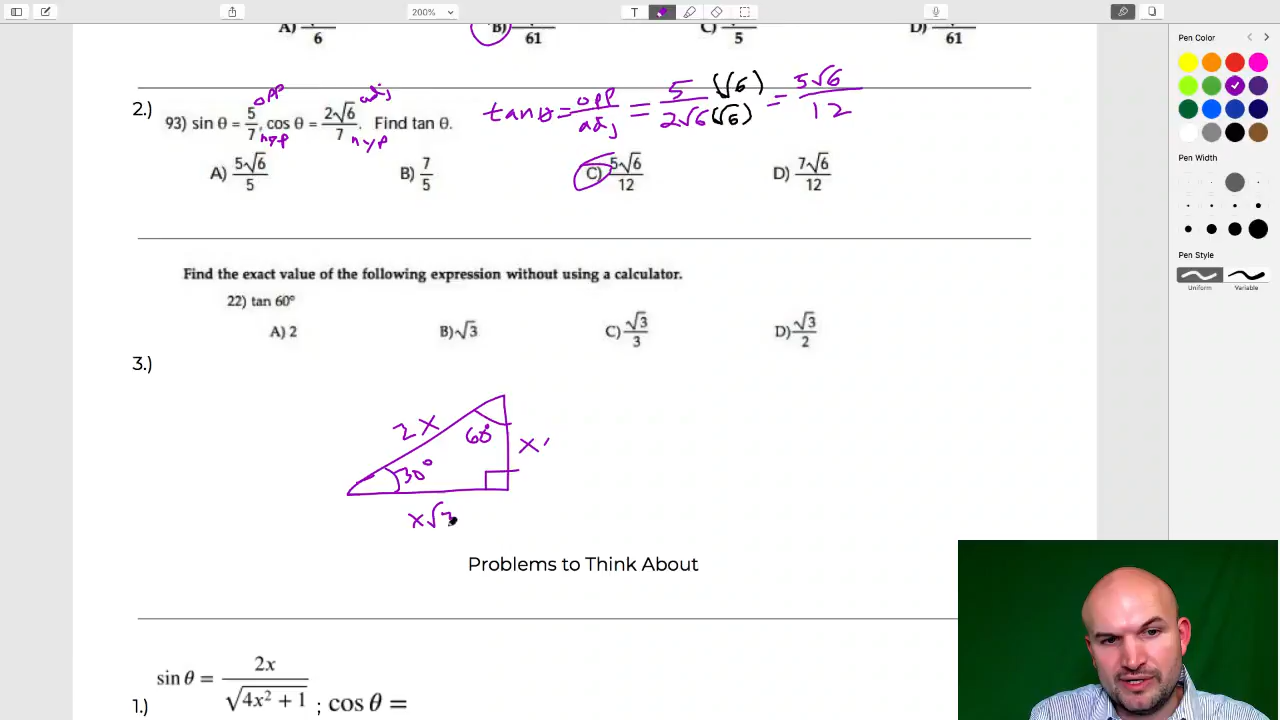 200%
A) 6 B) 61 C) 5 D) 61
2.)
93) sin θ = 5/7, cos θ = 2√6/7. Find tan θ.
opp
hyp
adj
hyp
tan θ = opp/adj = 5/2√6 (√6)/(√6) = 5√6/12
A) 5√6/5 B) 7/5 C) 5√6/12 D) 7√6/12
Find the exact value of the following expression without using a calculator.
22) tan 60°
A) 2 B) √3 C) √3/3 D) √3/2
3.)
2x
60°
x
30°
x√3
Problems to Think About
1.) sin θ = 2x/√(4x² + 1) ; cos θ =
Pen Color
Pen Width
Pen Style
Uniform Variable